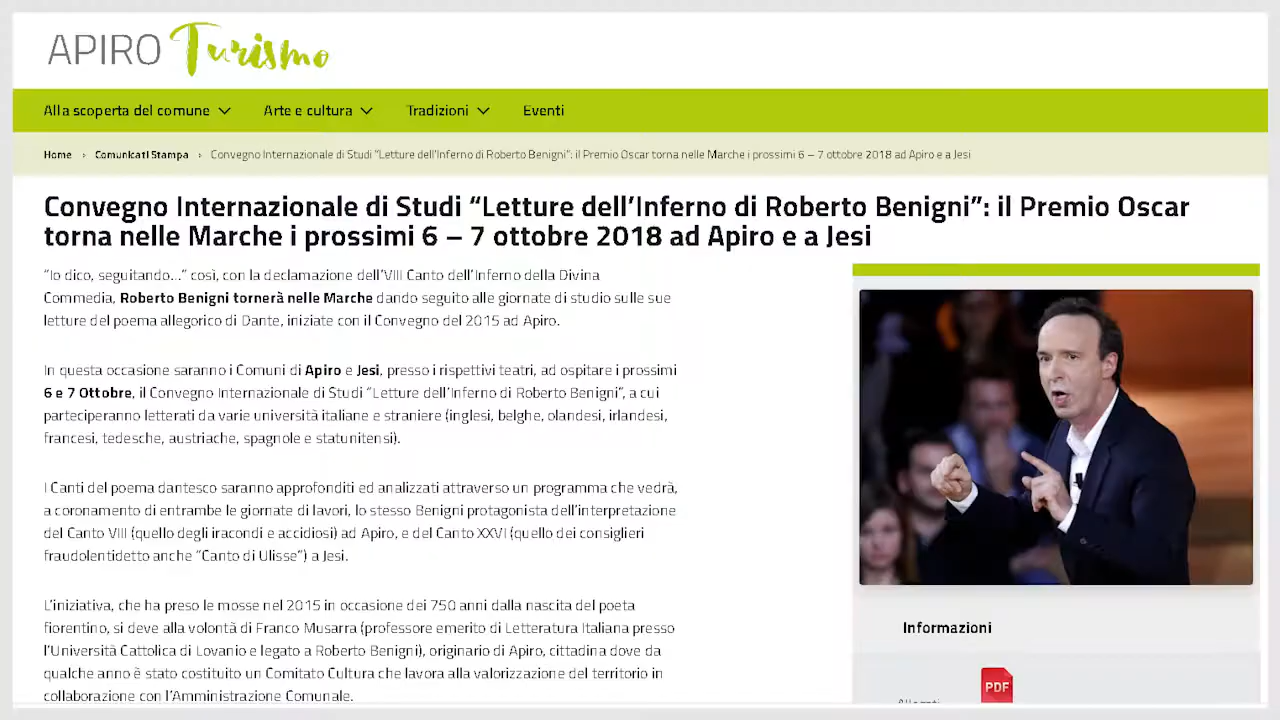 APIRO Turismo
Alla scoperta del comune Arte e cultura Tradizioni Eventi
Home › Comunicati Stampa › Convegno Internazionale di Studi “Letture dell’Inferno di Roberto Benigni”: il Premio Oscar torna nelle Marche i prossimi 6 – 7 ottobre 2018 ad Apiro e a Jesi
Convegno Internazionale di Studi “Letture dell’Inferno di Roberto Benigni”: il Premio Oscar
torna nelle Marche i prossimi 6 – 7 ottobre 2018 ad Apiro e a Jesi
“Io dico, seguitando…” così, con la declamazione dell’VIII Canto dell’Inferno della Divina
Commedia, Roberto Benigni tornerà nelle Marche dando seguito alle giornate di studio sulle sue
letture del poema allegorico di Dante, iniziate con il Convegno del 2015 ad Apiro.
In questa occasione saranno i Comuni di Apiro e Jesi, presso i rispettivi teatri, ad ospitare i prossimi
6 e 7 Ottobre, il Convegno Internazionale di Studi “Letture dell’Inferno di Roberto Benigni”, a cui
parteciperanno letterati da varie università italiane e straniere (inglesi, belghe, olandesi, irlandesi,
francesi, tedesche, austriache, spagnole e statunitensi).
I Canti del poema dantesco saranno approfonditi ed analizzati attraverso un programma che vedrà,
a coronamento di entrambe le giornate di lavori, lo stesso Benigni protagonista dell’interpretazione
del Canto VIII (quello degli iracondi e accidiosi) ad Apiro, e del Canto XXVI (quello dei consiglieri
fraudolentidetto anche “Canto di Ulisse”) a Jesi.
L’iniziativa, che ha preso le mosse nel 2015 in occasione dei 750 anni dalla nascita del poeta
fiorentino, si deve alla volontà di Franco Musarra (professore emerito di Letteratura Italiana presso
l’Università Cattolica di Lovanio e legato a Roberto Benigni), originario di Apiro, cittadina dove da
qualche anno è stato costituito un Comitato Cultura che lavora alla valorizzazione del territorio in
collaborazione con l’Amministrazione Comunale.
Informazioni
PDF